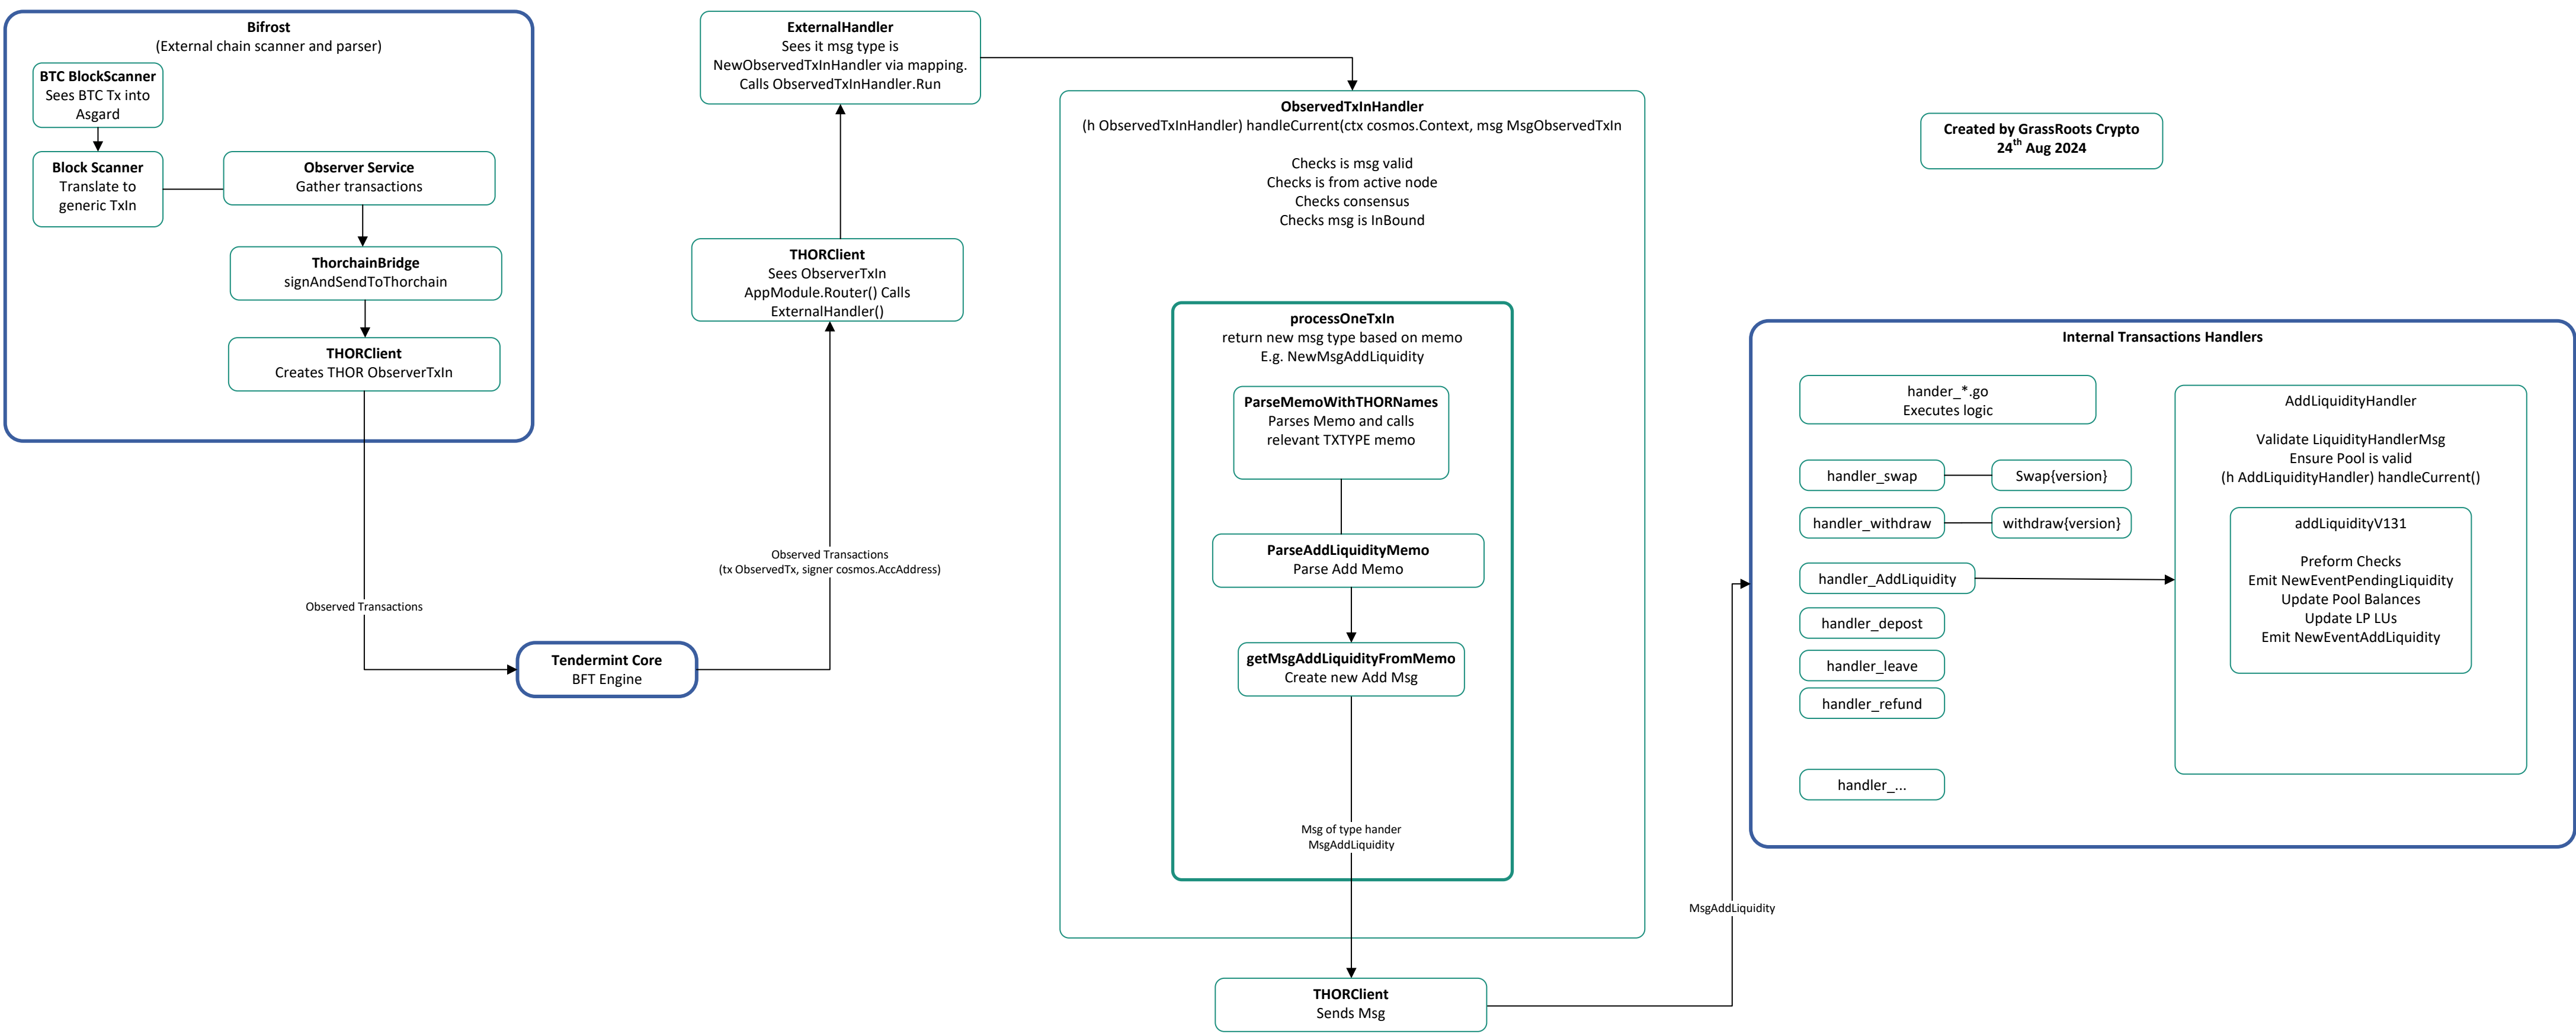 Bifrost
(External chain scanner and parser)
BTC BlockScanner
Sees BTC Tx into
Asgard
Block Scanner
Translate to
generic TxIn
Observer Service
Gather transactions
ThorchainBridge
signAndSendToThorchain
THORClient
Creates THOR ObserverTxIn
Observed Transactions
Tendermint Core
BFT Engine
Observed Transactions
(tx ObservedTx, signer cosmos.AccAddress)
THORClient
Sees ObserverTxIn
AppModule.Router() Calls
ExternalHandler()
ExternalHandler
Sees it msg type is
NewObservedTxInHandler via mapping.
Calls ObservedTxInHandler.Run
ObservedTxInHandler
(h ObservedTxInHandler) handleCurrent(ctx cosmos.Context, msg MsgObservedTxIn
Checks is msg valid
Checks is from active node
Checks consensus
Checks msg is InBound
processOneTxIn
return new msg type based on memo
E.g. NewMsgAddLiquidity
ParseMemoWithTHORNames
Parses Memo and calls
relevant TXTYPE memo
ParseAddLiquidityMemo
Parse Add Memo
getMsgAddLiquidityFromMemo
Create new Add Msg
Msg of type hander
MsgAddLiquidity
THORClient
Sends Msg
MsgAddLiquidity
Created by GrassRoots Crypto
24th Aug 2024
Internal Transactions Handlers
hander_*.go
Executes logic
handler_swap
Swap{version}
handler_withdraw
withdraw{version}
handler_AddLiquidity
handler_depost
handler_leave
handler_refund
handler_...
AddLiquidityHandler
Validate LiquidityHandlerMsg
Ensure Pool is valid
(h AddLiquidityHandler) handleCurrent()
addLiquidityV131
Preform Checks
Emit NewEventPendingLiquidity
Update Pool Balances
Update LP LUs
Emit NewEventAddLiquidity